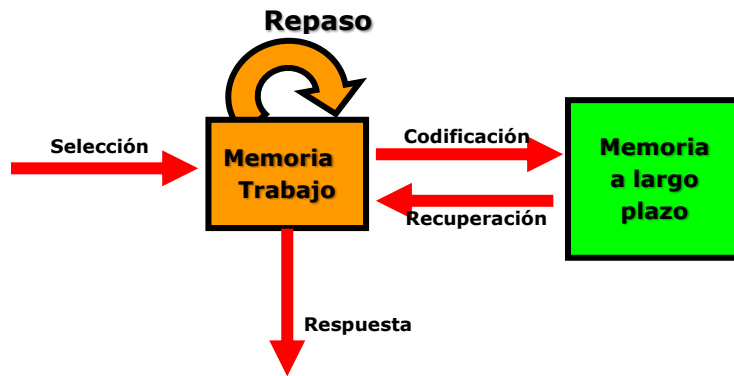 Repaso
Selección
Memoria
Trabajo
Codificación
Recuperación
Memoria
a largo
plazo
Respuesta